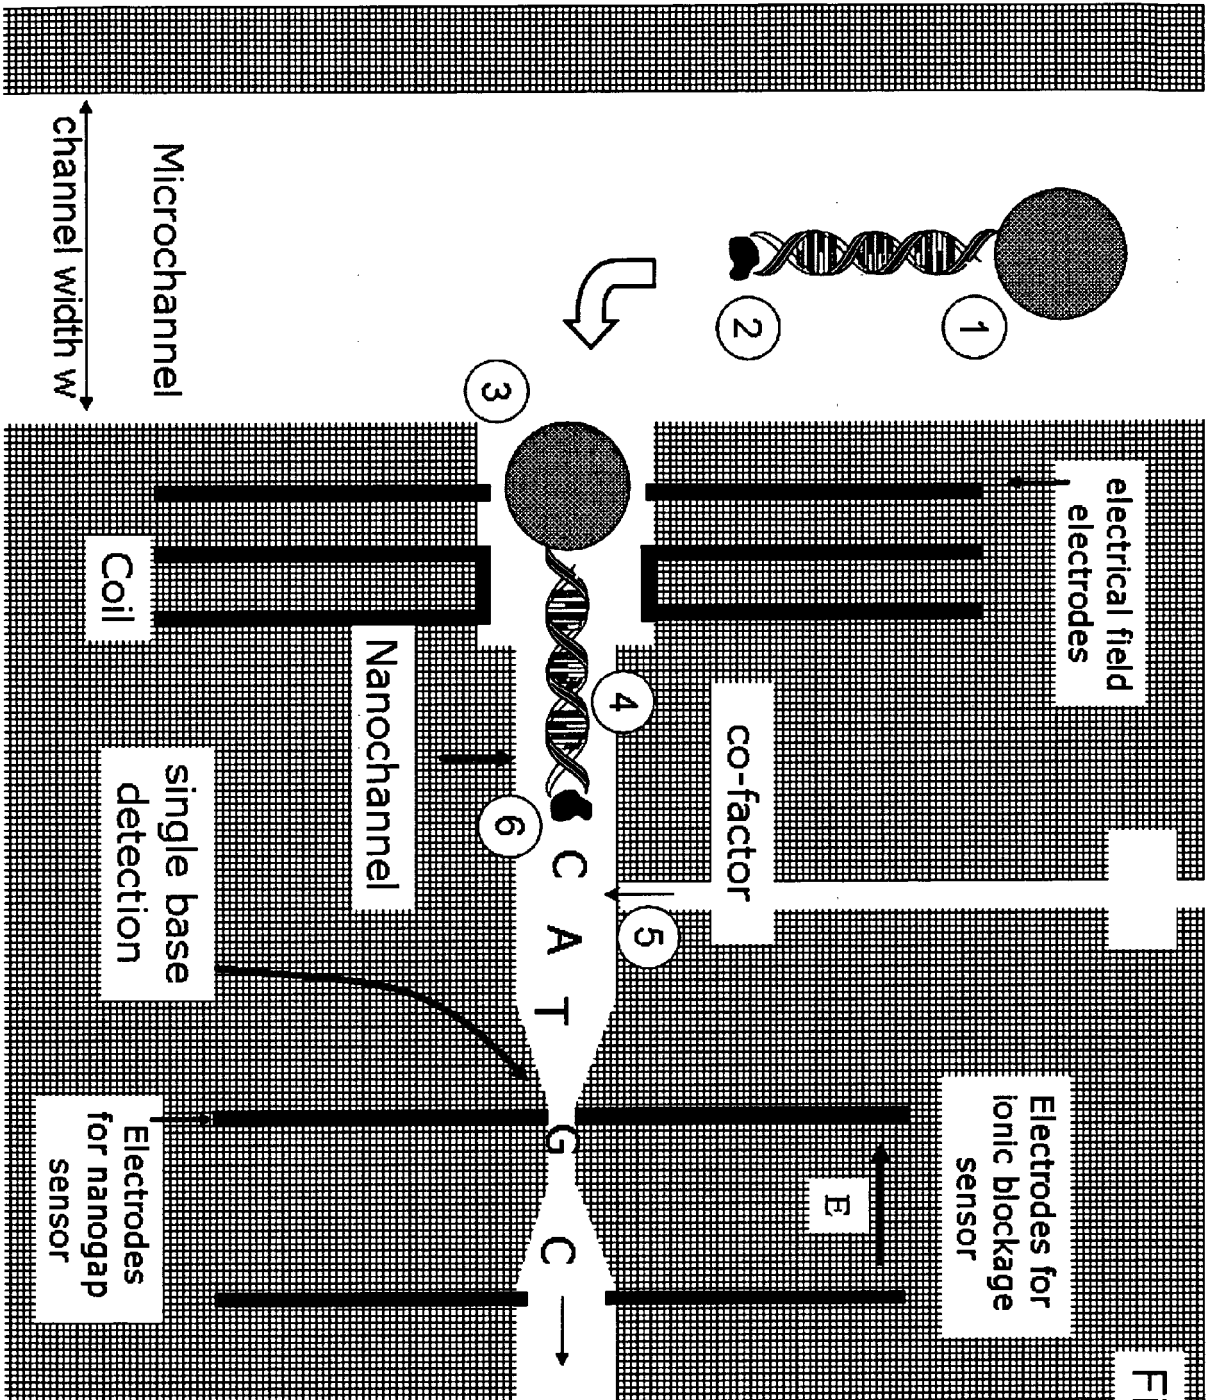 Fi
electrical field
electrodes
Electrodes for
ionic blockage
sensor
1
2
E
co-factor
4
5
C A T G C
3
6
Nanochannel
Microchannel
single base
detection
Coil
Electrodes
for nanogap
sensor
channel width w